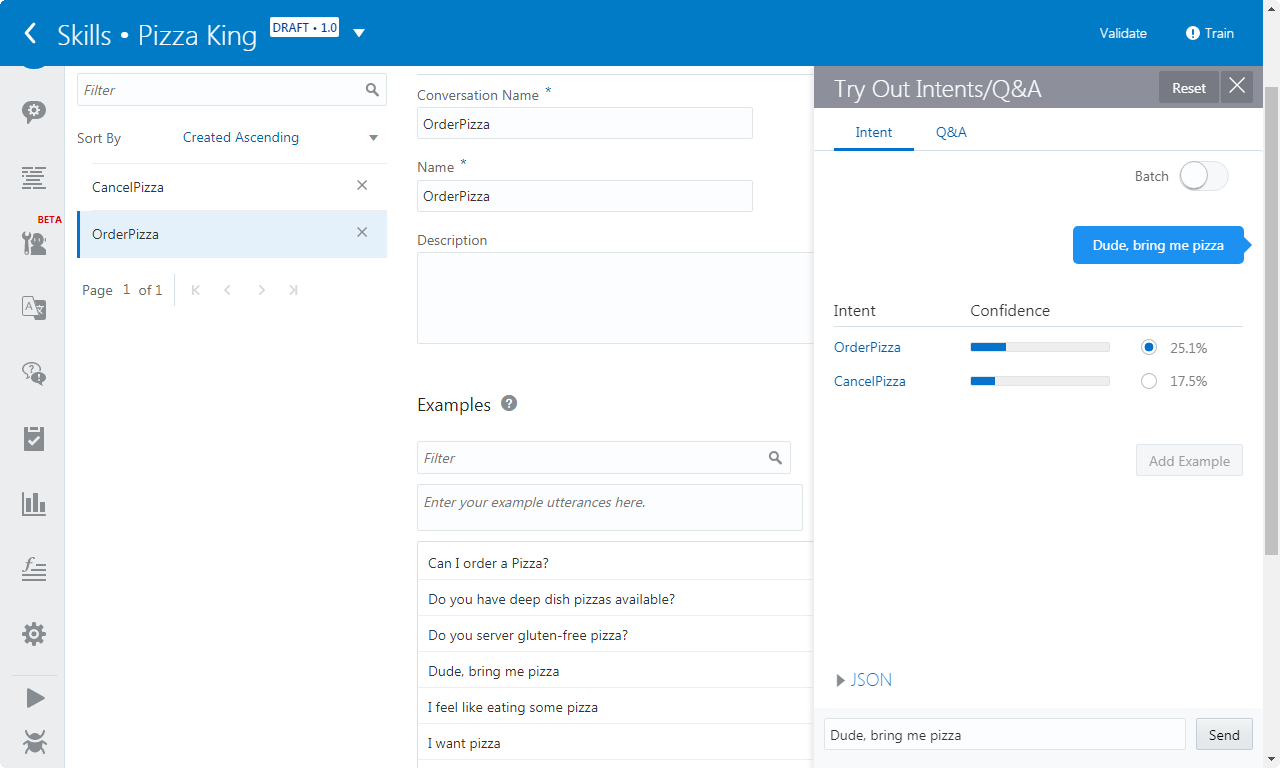 Skills • Pizza King DRAFT • 1.0
Validate
Train
Filter
Sort By Created Ascending
CancelPizza
OrderPizza
Page 1 of 1
BETA
Conversation Name *
OrderPizza
Name *
OrderPizza
Description
Examples ?
Filter
Enter your example utterances here.
Can I order a Pizza?
Do you have deep dish pizzas available?
Do you server gluten-free pizza?
Dude, bring me pizza
I feel like eating some pizza
I want pizza
Try Out Intents/Q&A
Reset
Intent Q&A
Batch
Dude, bring me pizza
Intent Confidence
OrderPizza 25.1%
CancelPizza 17.5%
Add Example
JSON
Dude, bring me pizza
Send